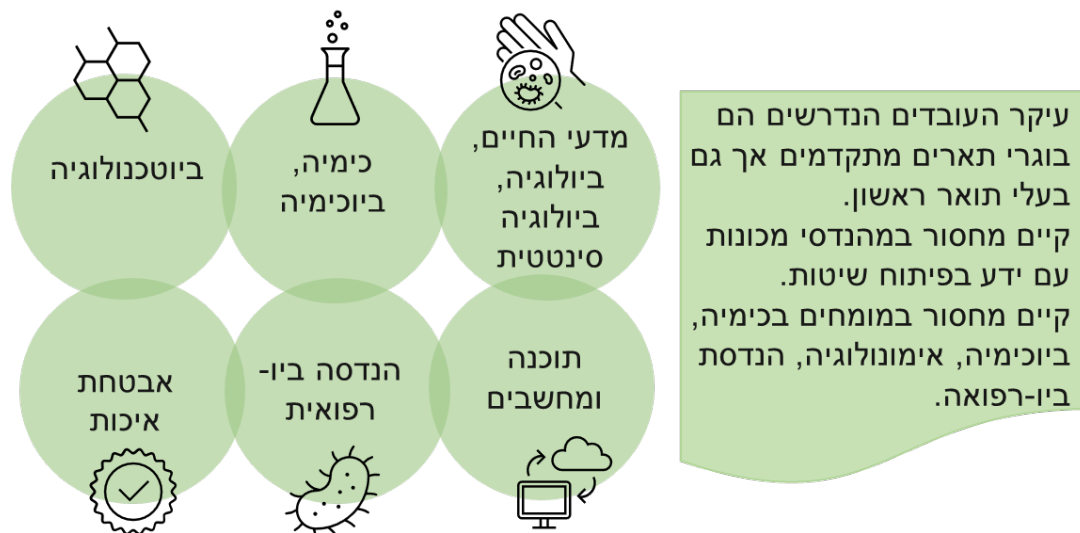 מדעי החיים,
ביולוגיה,
ביולוגיה
סינטטית
כימיה,
ביוכימיה
ביוטכנולוגיה
תוכנה
ומחשבים
הנדסה ביו-
רפואית
אבטחת
איכות
עיקר העובדים הנדרשים הם
בוגרי תארים מתקדמים אך גם
בעלי תואר ראשון.
קיים מחסור במהנדסי מכונות
עם ידע בפיתוח שיטות.
קיים מחסור במומחים בכימיה,
ביוכימיה, אימונולוגיה, הנדסת
ביו-רפואה.